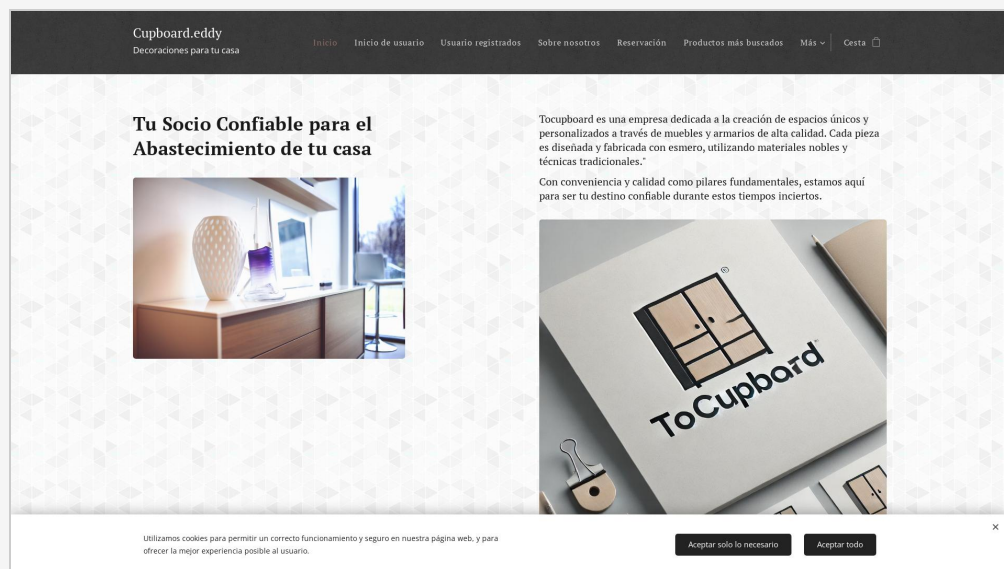 Cupboard.eddy
Decoraciones para tu casa
Inicio
Inicio de usuario
Usuario registrados
Sobre nosotros
Reservación
Productos más buscados
Más
Cesta
Tu Socio Confiable para el
Abastecimiento de tu casa
Tocupboard es una empresa dedicada a la creación de espacios únicos y
personalizados a través de muebles y armarios de alta calidad. Cada pieza
es diseñada y fabricada con esmero, utilizando materiales nobles y
técnicas tradicionales."
Con conveniencia y calidad como pilares fundamentales, estamos aquí
para ser tu destino confiable durante estos tiempos inciertos.
®
ToCupbard
Utilizamos cookies para permitir un correcto funcionamiento y seguro en nuestra página web, y para
ofrecer la mejor experiencia posible al usuario.
Aceptar solo lo necesario
Aceptar todo